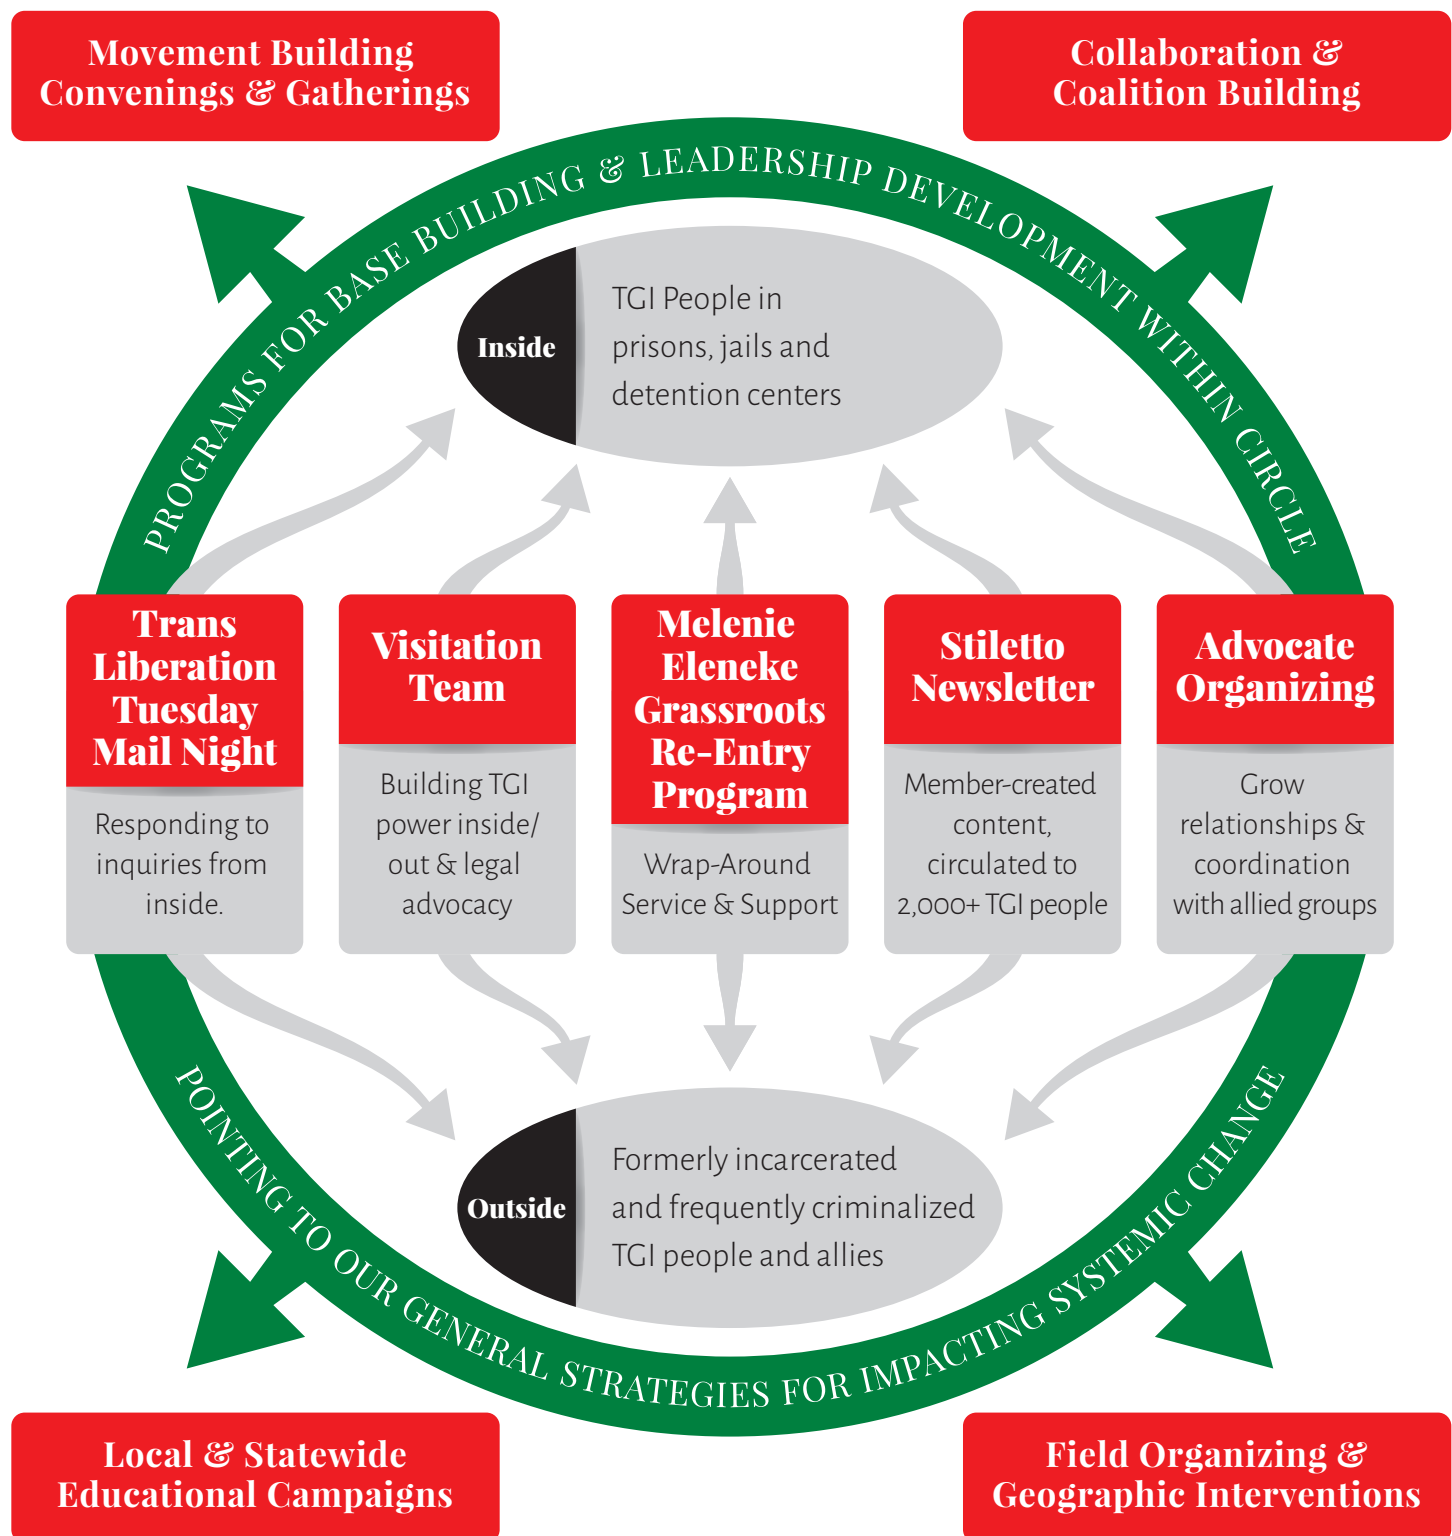 Movement Building
Convenings & Gatherings
Collaboration &
Coalition Building
PROGRAMS FOR BASE BUILDING & LEADERSHIP DEVELOPMENT WITHIN CIRCLE
Inside
TGI People in
prisons, jails and
detention centers
Trans
Liberation
Tuesday
Mail Night
Responding to
inquiries from
inside.
Visitation
Team
Building TGI
power inside/
out & legal
advocacy
Melenie
Eleneke
Grassroots
Re-Entry
Program
Wrap-Around
Service & Support
Stiletto
Newsletter
Member-created
content,
circulated to
2,000+ TGI people
Advocate
Organizing
Grow
relationships &
coordination
with allied groups
Outside
Formerly incarcerated
and frequently criminalized
TGI people and allies
POINTING TO OUR GENERAL STRATEGIES FOR IMPACTING SYSTEMIC CHANGE
Local & Statewide
Educational Campaigns
Field Organizing &
Geographic Interventions